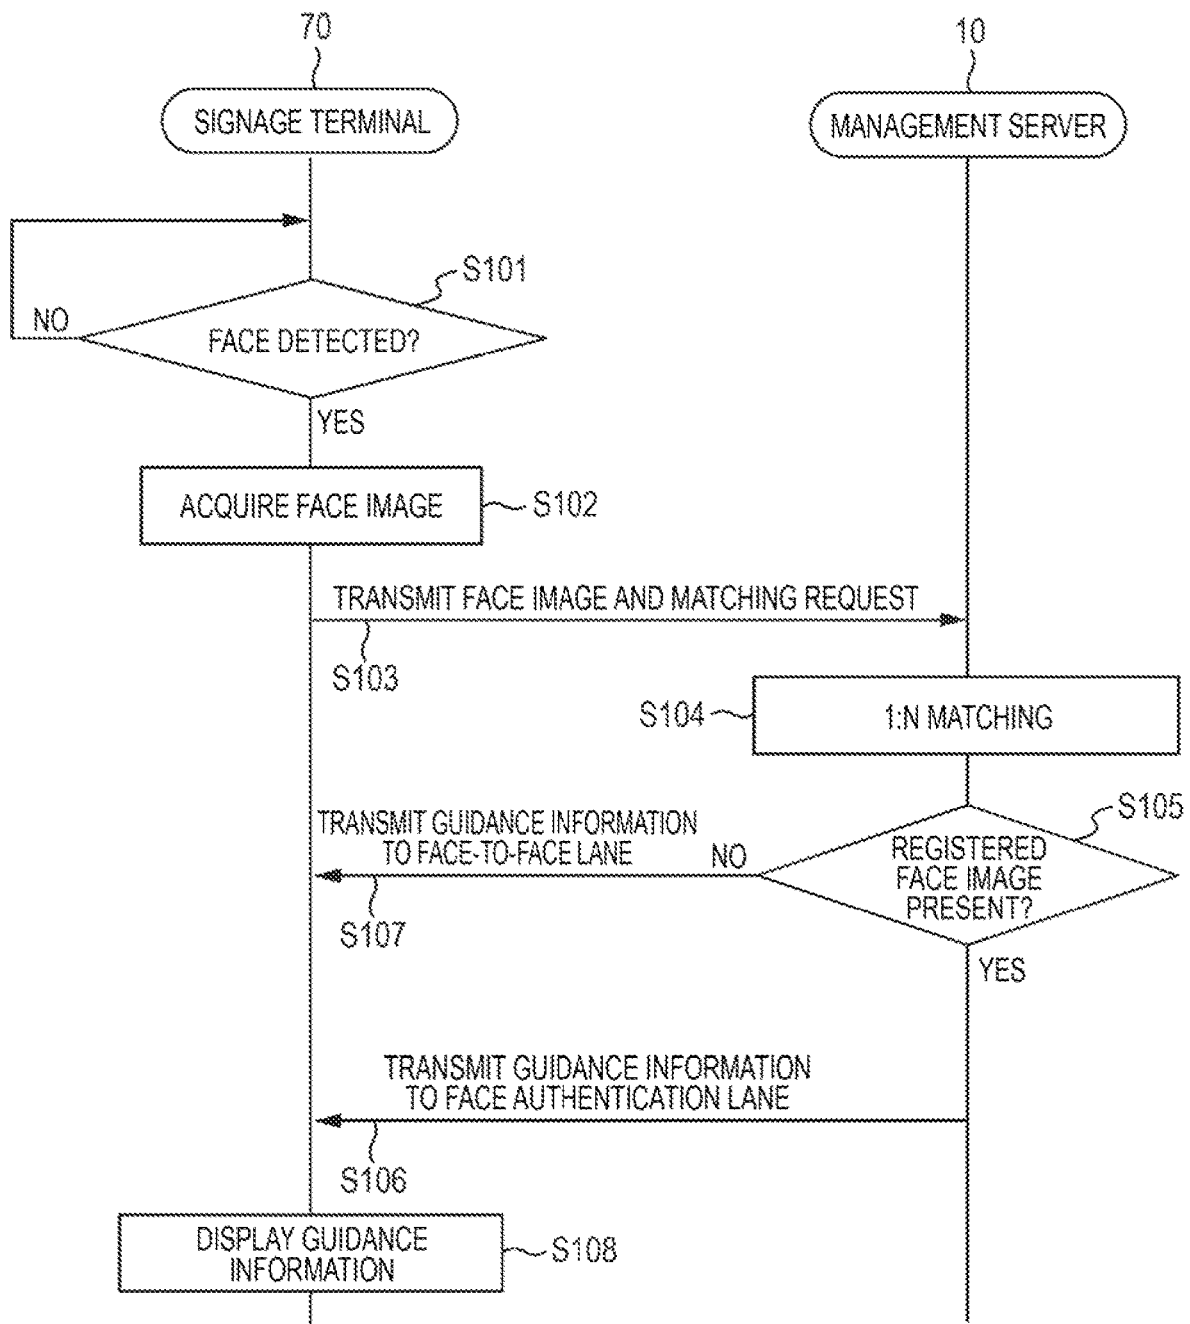 70
10
SIGNAGE TERMINAL
MANAGEMENT SERVER
S101
NO
FACE DETECTED?
YES
ACQUIRE FACE IMAGE
S102
TRANSMIT FACE IMAGE AND MATCHING REQUEST
S103
S104
1:N MATCHING
S105
TRANSMIT GUIDANCE INFORMATION
TO FACE-TO-FACE LANE
NO
REGISTERED
FACE IMAGE
PRESENT?
S107
YES
TRANSMIT GUIDANCE INFORMATION
TO FACE AUTHENTICATION LANE
S106
DISPLAY GUIDANCE
INFORMATION
S108